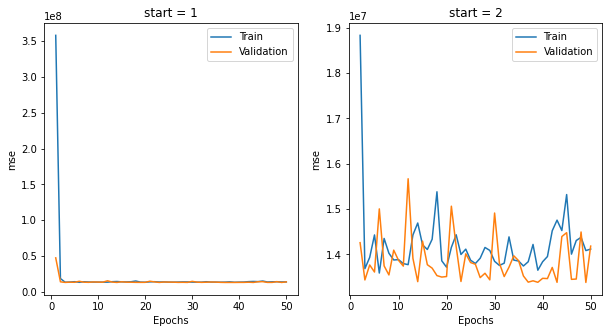 start = 1
1e8
3.5
3.0
2.5
2.0
1.5
1.0
0.5
0.0
mse
0
10
20
30
40
50
Epochs
Train
Validation
start = 2
1e7
1.9
1.8
1.7
1.6
1.5
1.4
mse
0
10
20
30
40
50
Epochs
Train
Validation